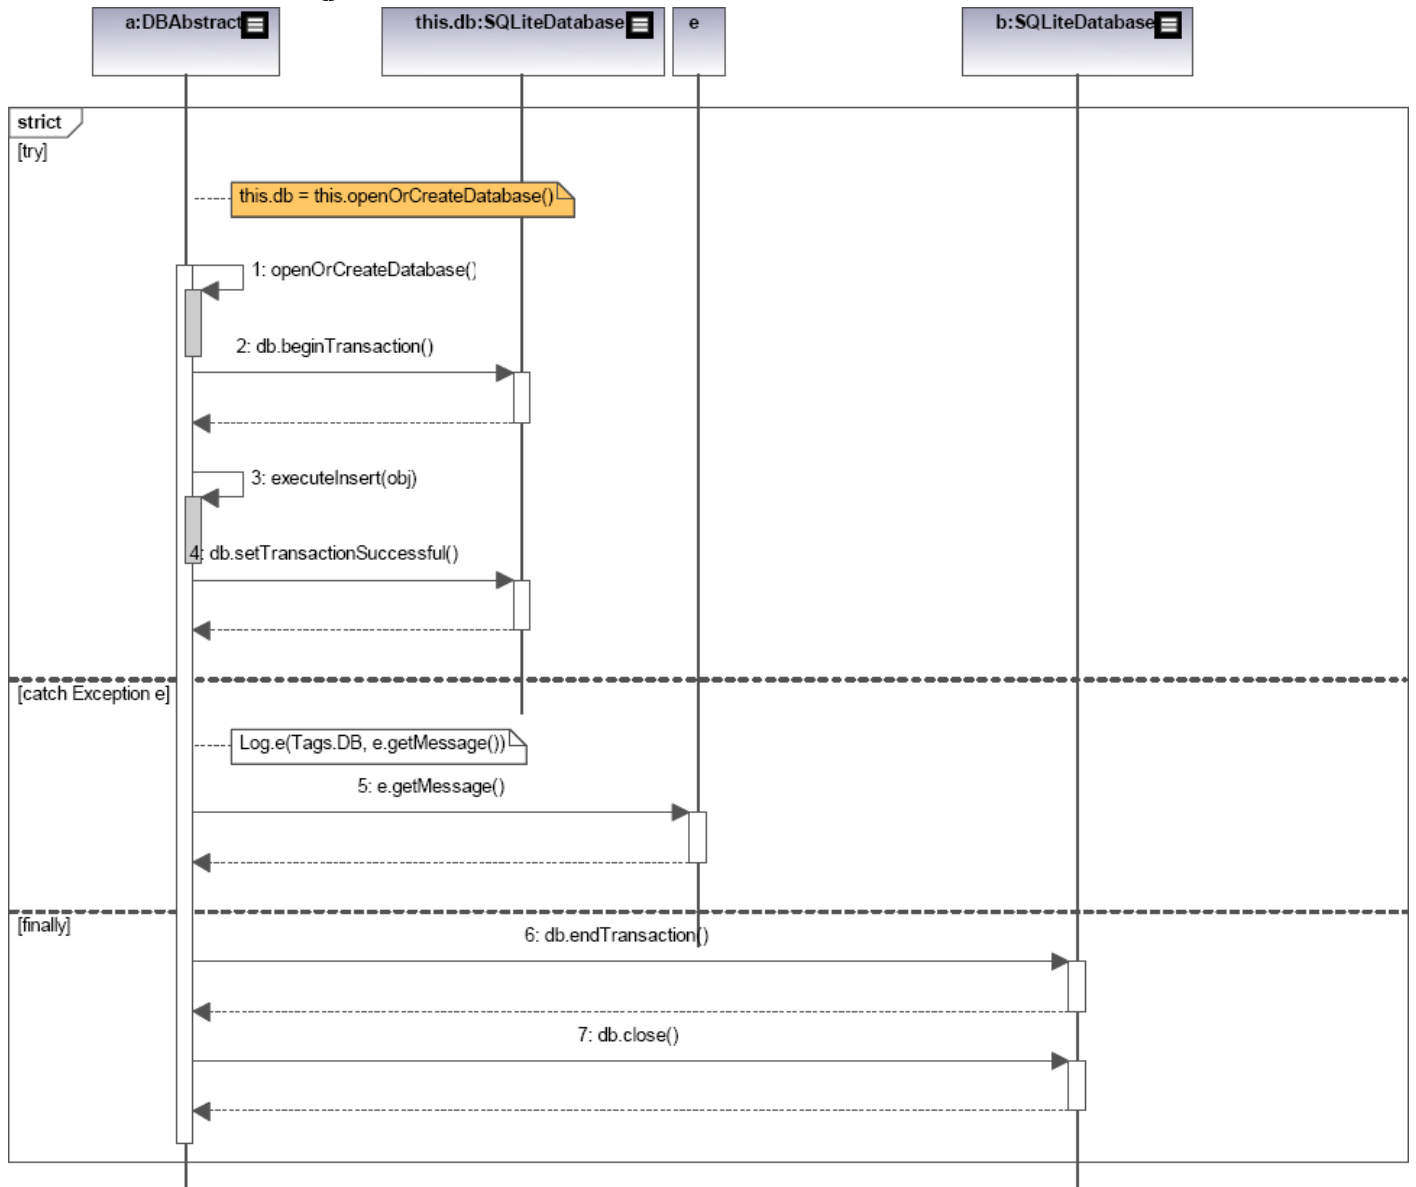 a:DBAbstract
this.db:SQLiteDatabase
e
b:SQLiteDatabase
strict
[try]
this.db = this.openOrCreateDatabase()
1: openOrCreateDatabase()
2: db.beginTransaction()
3: executeInsert(obj)
4: db.setTransactionSuccessful()
[catch Exception e]
Log.e(Tags.DB, e.getMessage())
5: e.getMessage()
[finally]
6: db.endTransaction()
7: db.close()